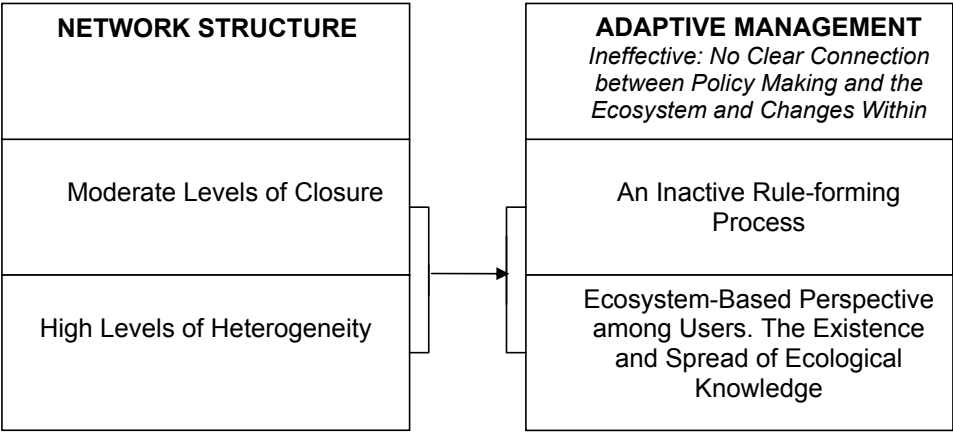 NETWORK STRUCTURE
Moderate Levels of Closure
High Levels of Heterogeneity
ADAPTIVE MANAGEMENT
Ineffective: No Clear Connection
between Policy Making and the
Ecosystem and Changes Within
An Inactive Rule-forming
Process
Ecosystem-Based Perspective
among Users. The Existence
and Spread of Ecological
Knowledge